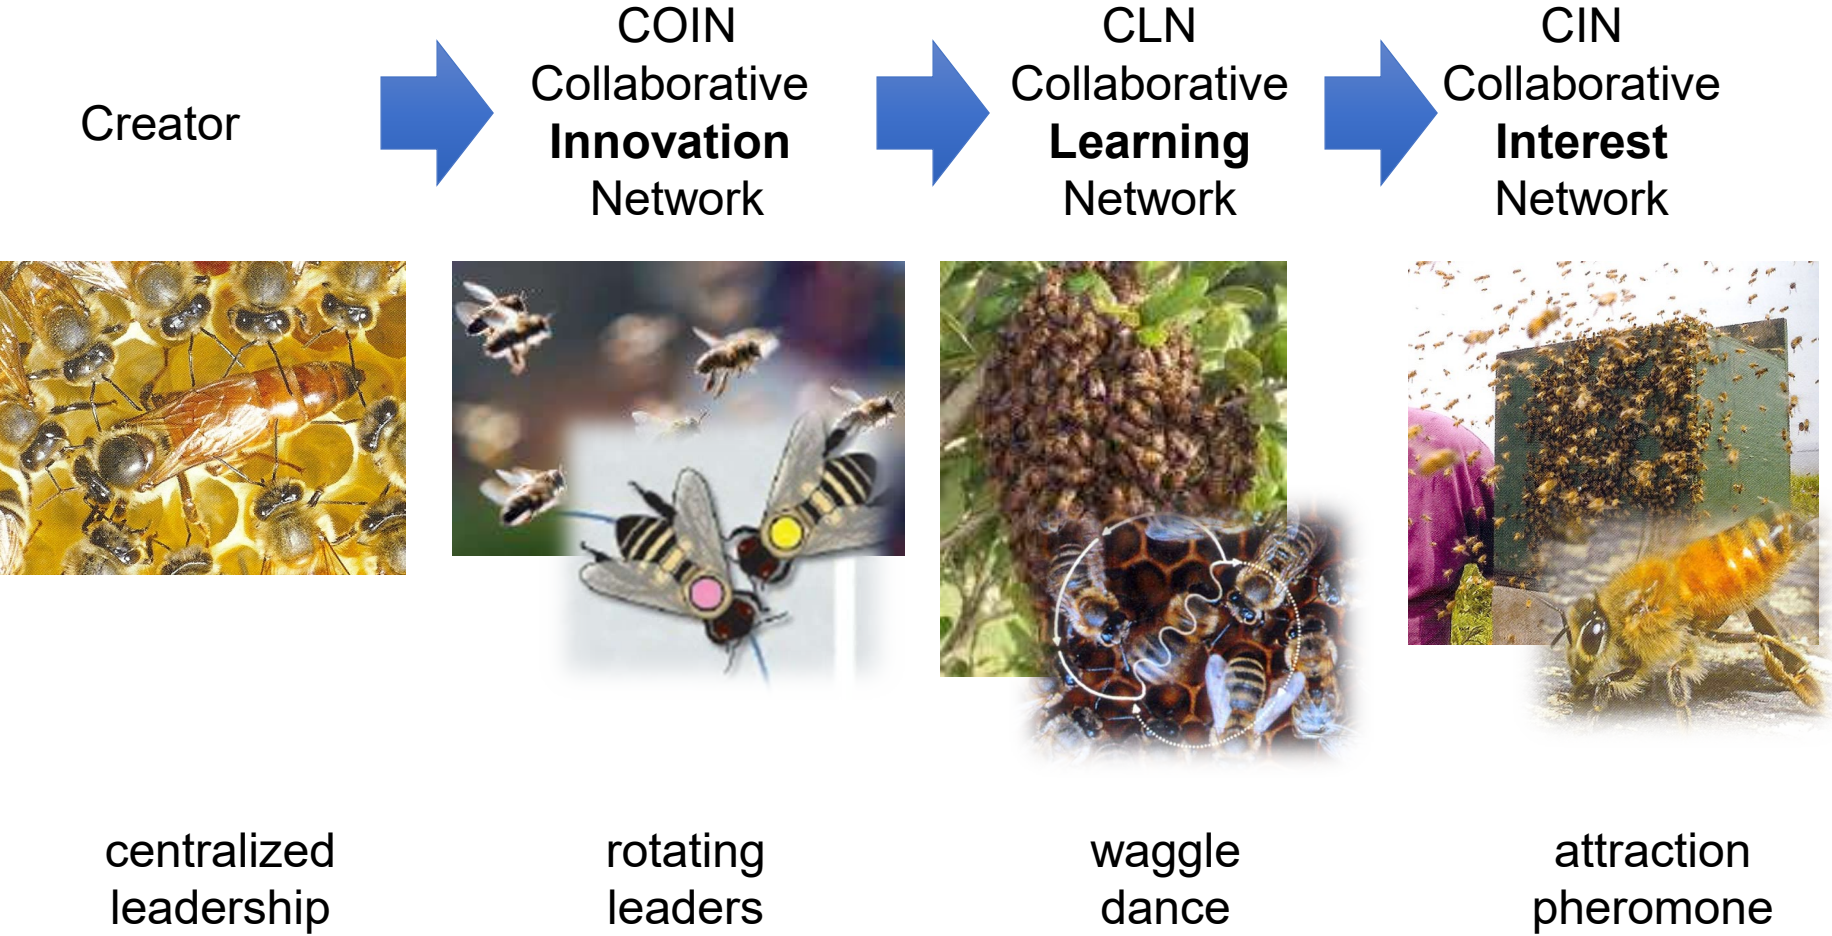 Creator
COIN
Collaborative
Innovation
Network
CLN
Collaborative
Learning
Network
CIN
Collaborative
Interest
Network
centralized
leadership
rotating
leaders
waggle
dance
attraction
pheromone